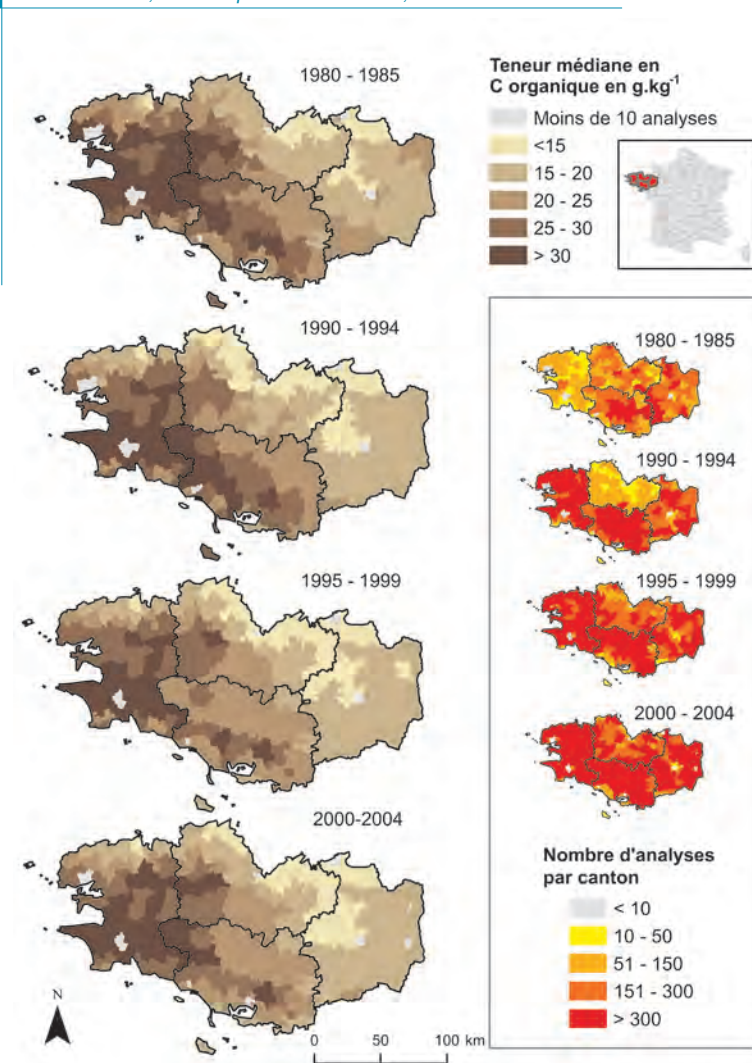 1980 - 1985
Teneur médiane en
C organique en g.kg-1
Moins de 10 analyses
<15
15 - 20
20 - 25
25 - 30
> 30
1990 - 1994
1995 - 1999
2000-2004
N
0 50 100 km
1980 - 1985
1990 - 1994
1995 - 1999
2000 - 2004
Nombre d'analyses
par canton
< 10
10 - 50
51 - 150
151 - 300
> 300